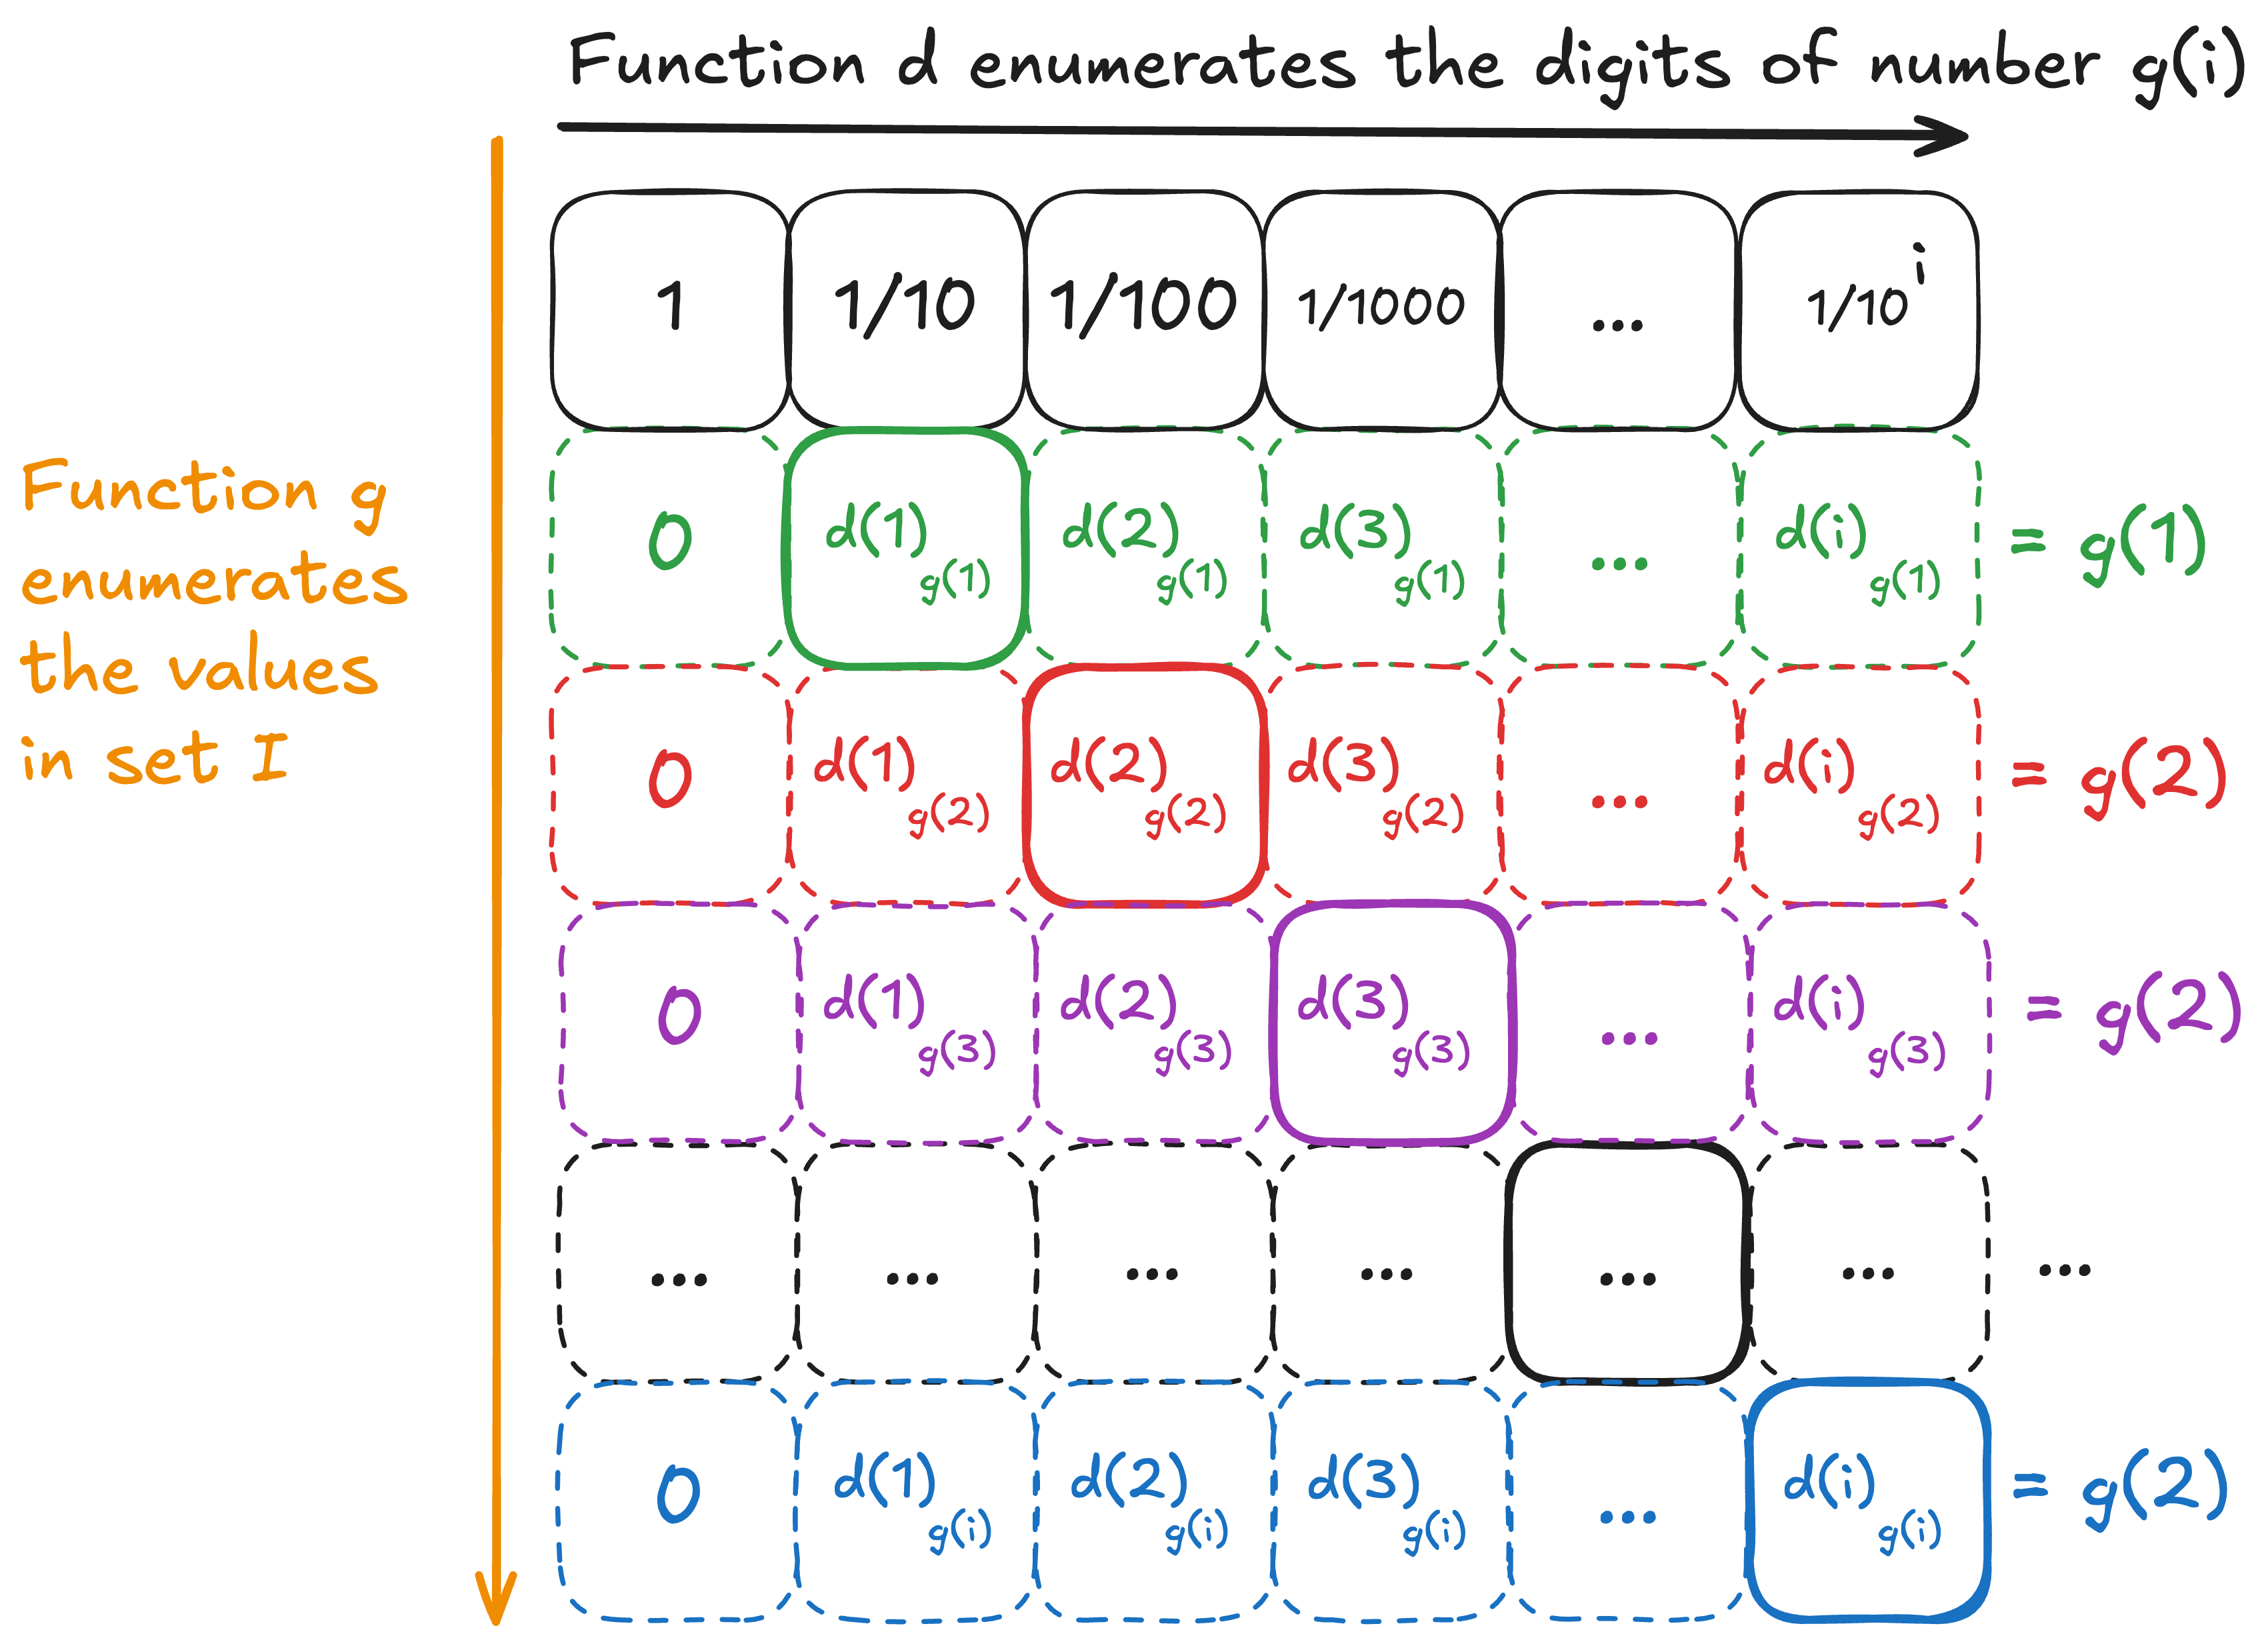 Function d enumerates the digits of number g(i)
1 1/10 1/100 1/1000 ... 1/10^i
Function g
enumerates
the values
in set I
0 d(1)g(1) d(2)g(1) d(3)g(1) ... d(i)g(1) = g(1)
0 d(1)g(2) d(2)g(2) d(3)g(2) ... d(i)g(2) = g(2)
0 d(1)g(3) d(2)g(3) d(3)g(3) ... d(i)g(3) = g(2)
... ... ... ... ... ... ...
0 d(1)g(i) d(2)g(i) d(3)g(i) ... d(i)g(i) = g(2)